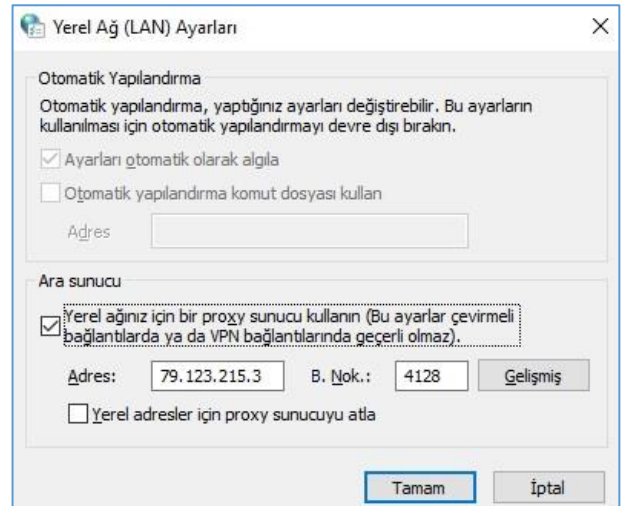 Yerel Ağ (LAN) Ayarları
Otomatik Yapılandırma
Otomatik yapılandırma, yaptığınız ayarları değiştirebilir. Bu ayarların
kullanılması için otomatik yapılandırmayı devre dışı bırakın.
Ayarları otomatik olarak algıla
Otomatik yapılandırma komut dosyası kullan
Adres
Ara sunucu
Yerel ağınız için bir proxy sunucu kullanın (Bu ayarlar çevirmeli
bağlantılarda ya da VPN bağlantılarında geçerli olmaz).
Adres: 79.123.215.3 B. Nok.: 4128 Gelişmiş
Yerel adresler için proxy sunucuyu atla
Tamam İptal